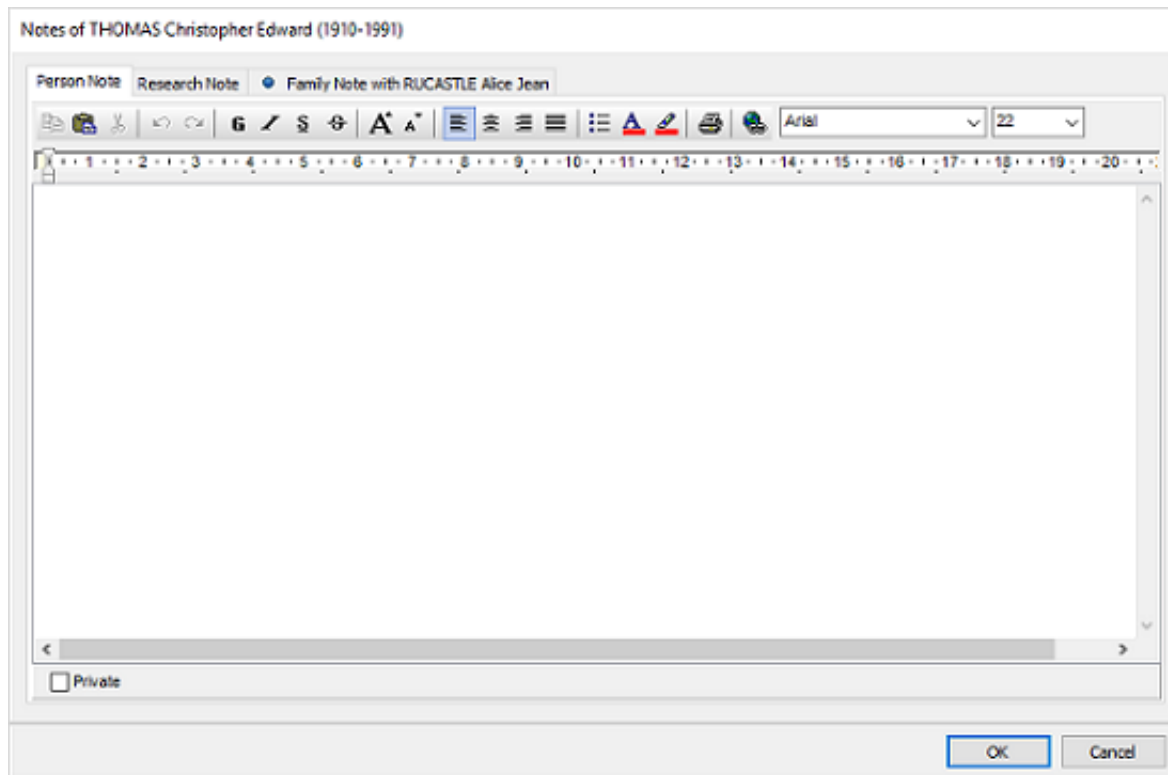 Notes of THOMAS Christopher Edward (1910-1991)
Person Note Research Note Family Note with RUCASTLE Alice Jean
G I S S A A A Arial 22
1 2 3 4 5 6 7 8 9 10 11 12 13 14 15 16 17 18 19 20
Private
OK Cancel